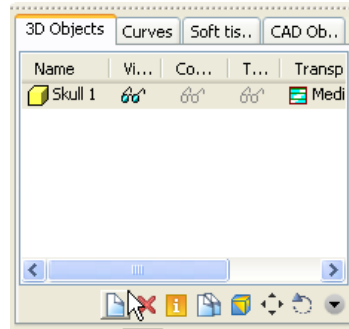 3D Objects Curves Soft tis.. CAD Ob..
Name Vi... Co... T... Transp
Skull 1 Medi